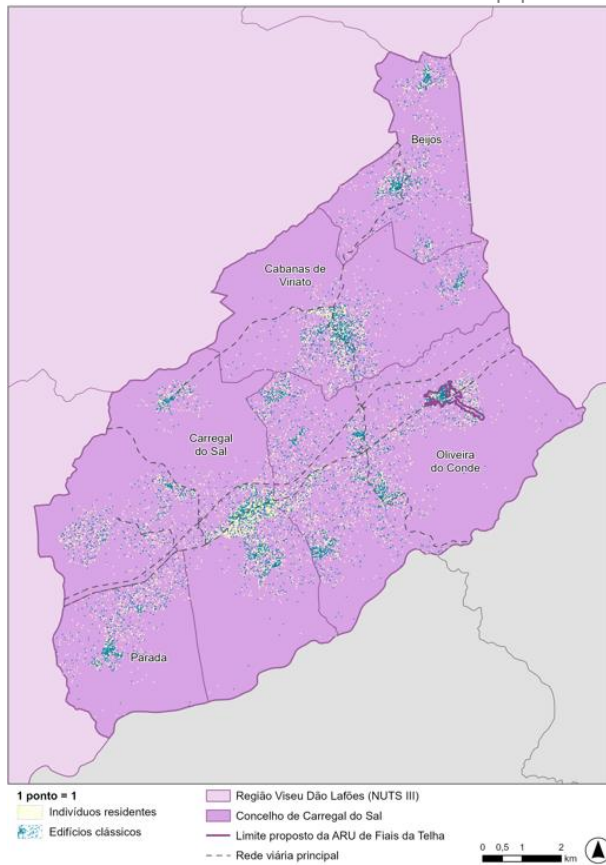 Beijos
Cabanas de
Viriato
Carregal
do Sal
Oliveira
do Conde
Parada
1 ponto = 1
Indivíduos residentes
Edifícios clássicos
Região Viseu Dão Lafões (NUTS III)
Concelho de Carregal do Sal
Limite proposto da ARU de Fiais da Telha
Rede viária principal
0 0,5 1 2
km